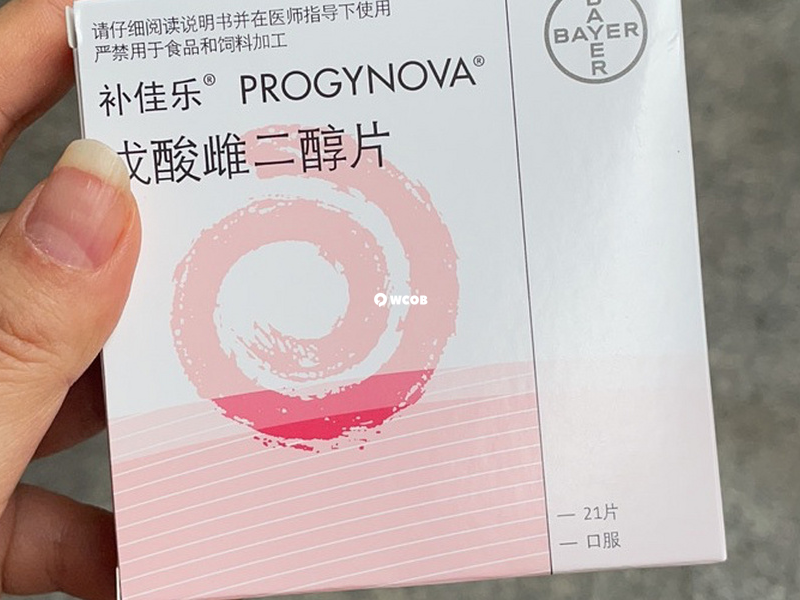 请仔细阅读说明书并在医师指导下使用
严禁用于食品和饲料加工
补佳乐® PROGYNOVA®
戊酸雌二醇片
BAYER
BAYER
WCOB
— 21片
— 口服